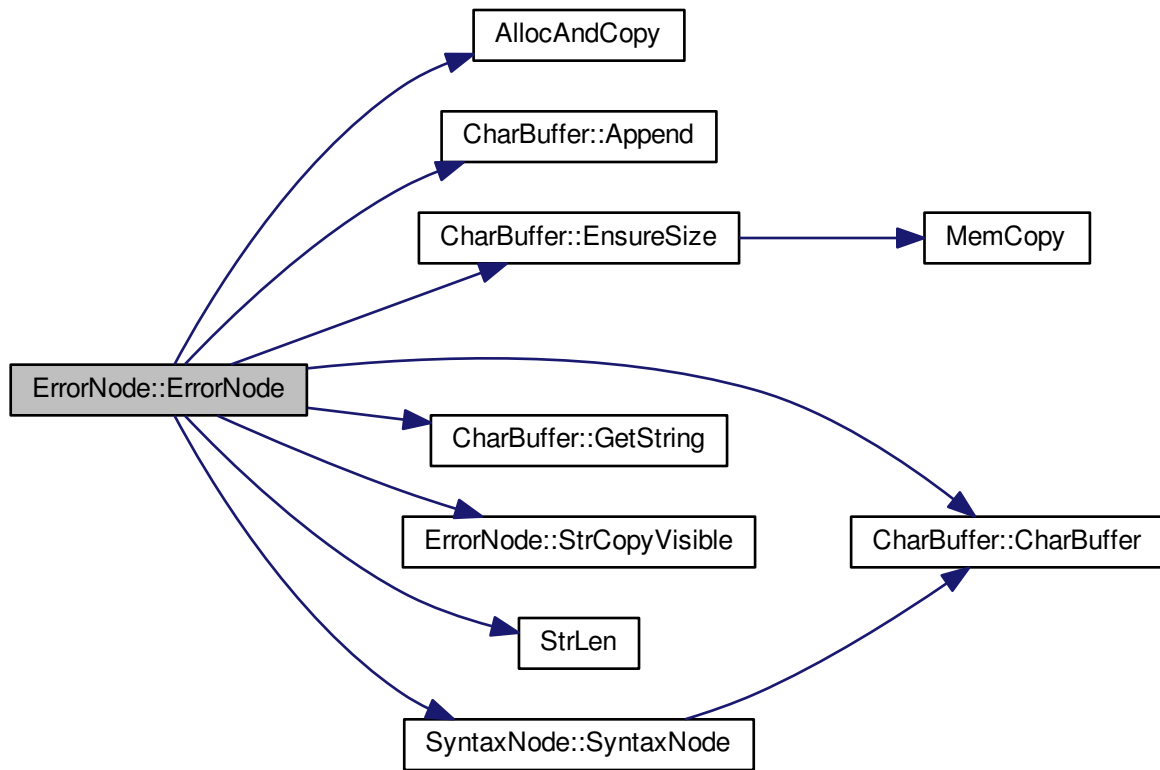 AllocAndCopy
CharBuffer::Append
CharBuffer::EnsureSize
MemCopy
ErrorNode::ErrorNode
CharBuffer::GetString
ErrorNode::StrCopyVisible
CharBuffer::CharBuffer
StrLen
SyntaxNode::SyntaxNode